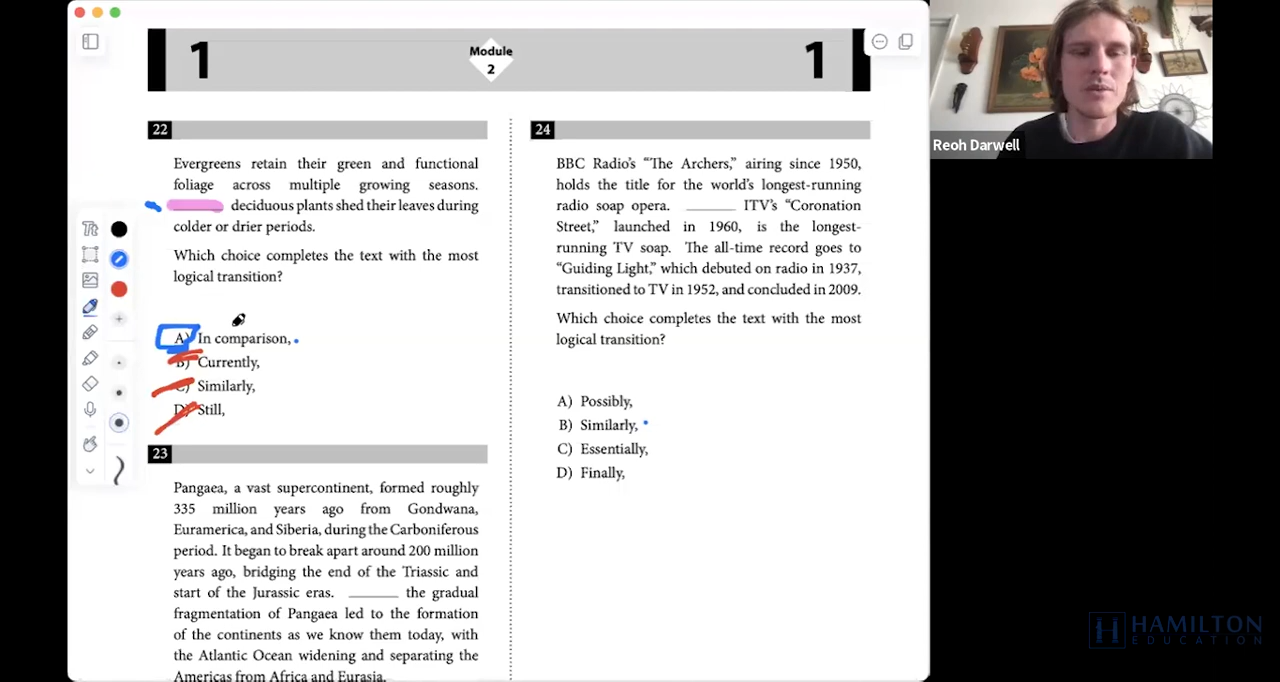 1
Module
2
1
22
Evergreens retain their green and functional
foliage across multiple growing seasons.
______ deciduous plants shed their leaves during
colder or drier periods.
Which choice completes the text with the most
logical transition?
A) In comparison,
B) Currently,
C) Similarly,
D) Still,
23
Pangaea, a vast supercontinent, formed roughly
335 million years ago from Gondwana,
Euramerica, and Siberia, during the Carboniferous
period. It began to break apart around 200 million
years ago, bridging the end of the Triassic and
start of the Jurassic eras. ______ the gradual
fragmentation of Pangaea led to the formation
of the continents as we know them today, with
the Atlantic Ocean widening and separating the
Americas from Africa and Eurasia.
24
BBC Radio's “The Archers,” airing since 1950,
holds the title for the world's longest-running
radio soap opera. ______ ITV's “Coronation
Street,” launched in 1960, is the longest-
running TV soap. The all-time record goes to
“Guiding Light,” which debuted on radio in 1937,
transitioned to TV in 1952, and concluded in 2009.
Which choice completes the text with the most
logical transition?
A) Possibly,
B) Similarly,
C) Essentially,
D) Finally,
Reoh Darwell
HAMILTON
EDUCATION